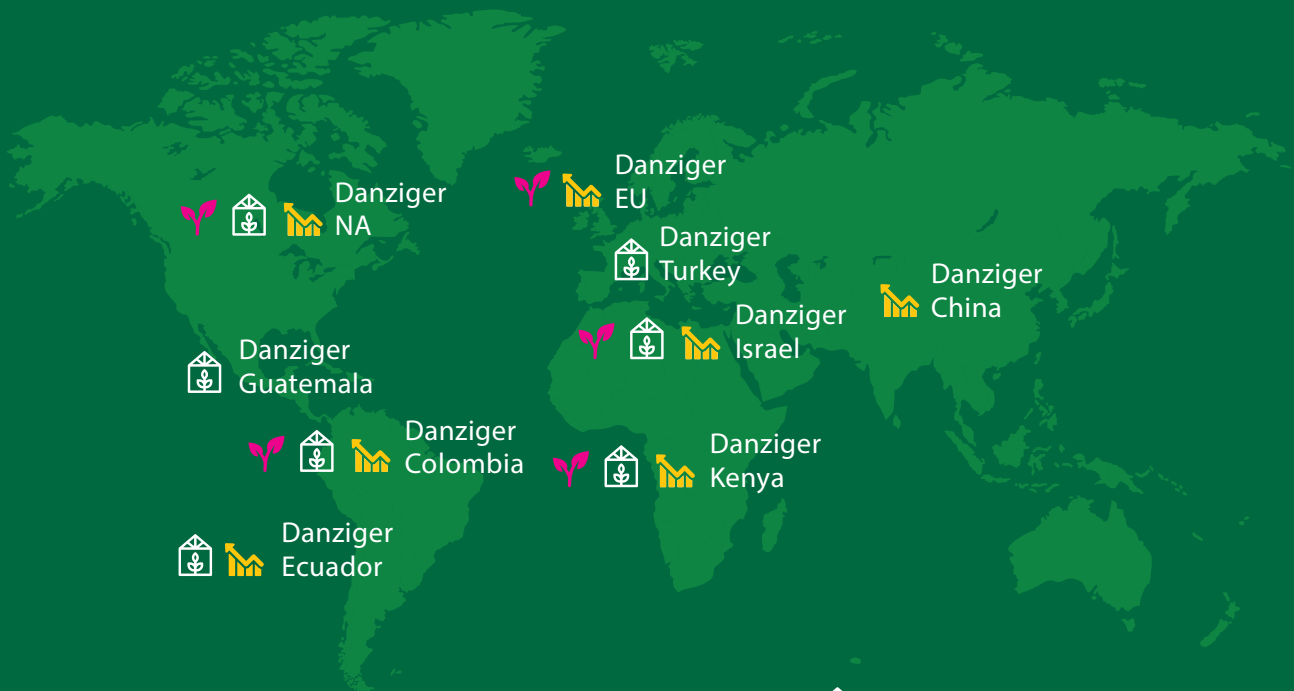 Danziger
NA
Danziger
EU
Danziger
Turkey
Danziger
China
Danziger
Israel
Danziger
Guatemala
Danziger
Colombia
Danziger
Kenya
Danziger
Ecuador